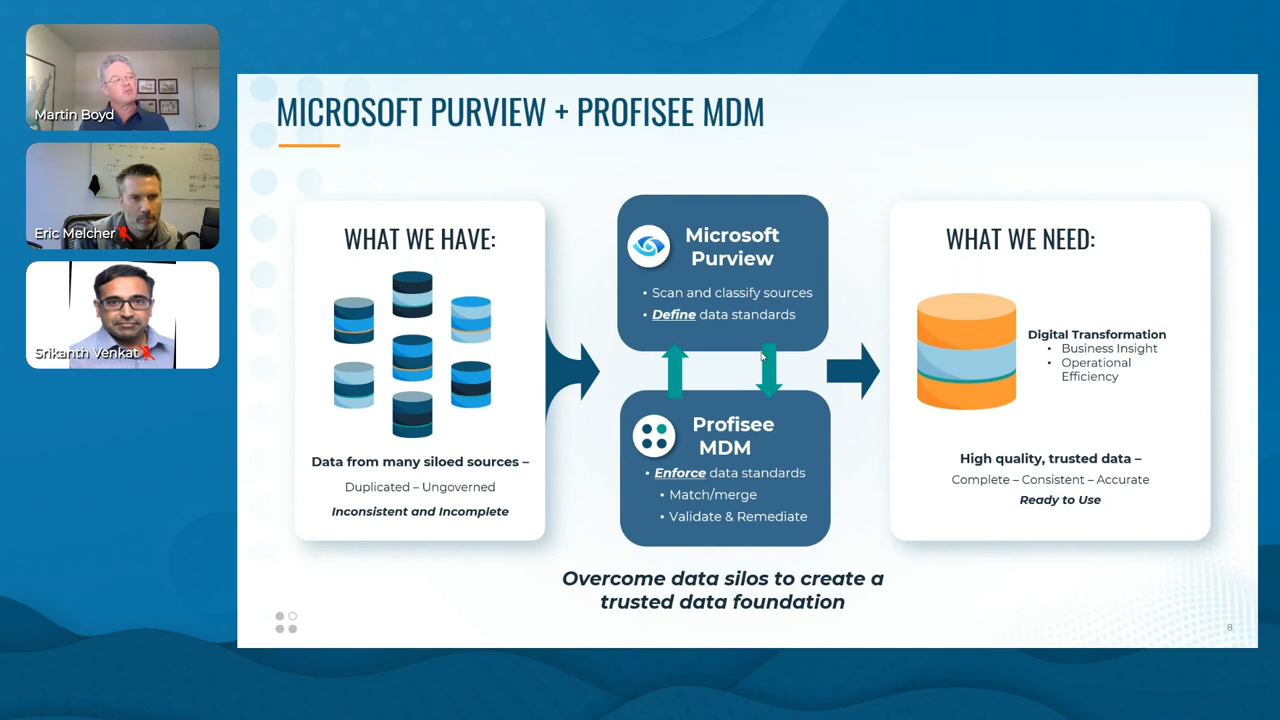 Martin Boyd
Eric Melcher
Srikanth Venkat
MICROSOFT PURVIEW + PROFISEE MDM
WHAT WE HAVE:
Data from many siloed sources –
Duplicated – Ungoverned
Inconsistent and Incomplete
Microsoft
Purview
• Scan and classify sources
• Define data standards
Profisee
MDM
• Enforce data standards
• Match/merge
• Validate & Remediate
WHAT WE NEED:
Digital Transformation
• Business Insight
• Operational
Efficiency
High quality, trusted data –
Complete – Consistent – Accurate
Ready to Use
Overcome data silos to create a
trusted data foundation
8